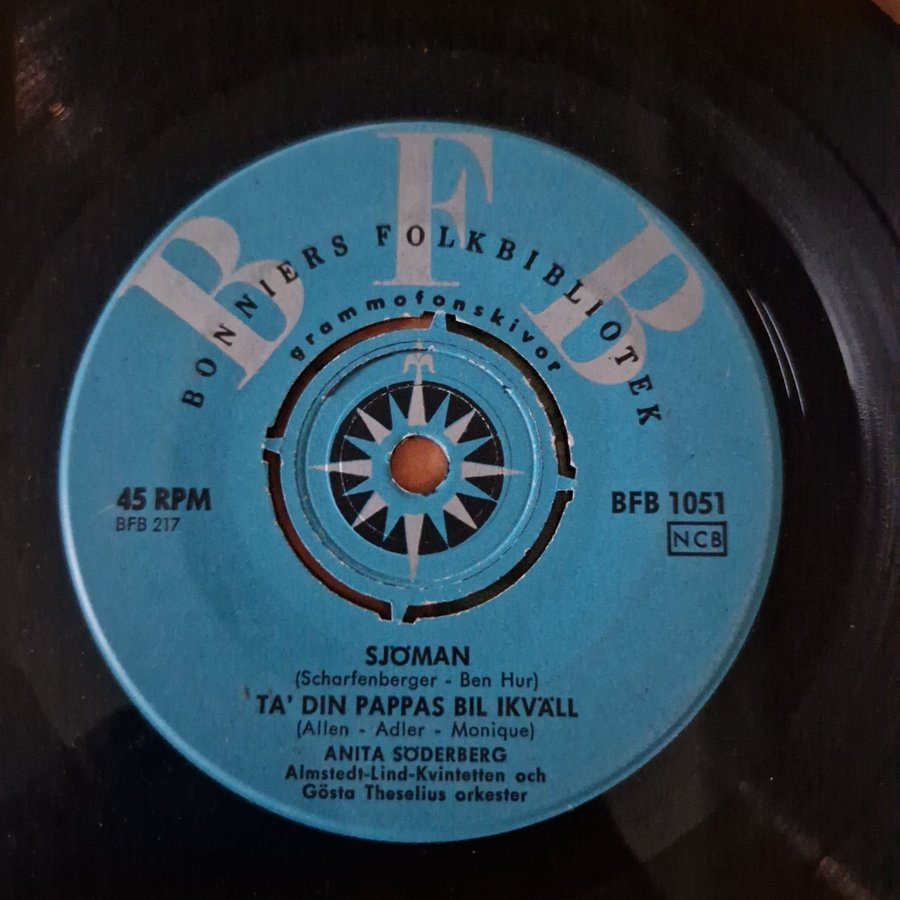 BFB
BONNIERS FOLKBIBLIOTEK
grammofonskivor
45 RPM
BFB 217
BFB 1051
NCB
SJÖMAN
(Scharfenberger - Ben Hur)
TA' DIN PAPPAS BIL IKVÄLL
(Allen - Adler - Monique)
ANITA SÖDERBERG
Almstedt-Lind-Kvintetten och
Gösta Theselius orkester